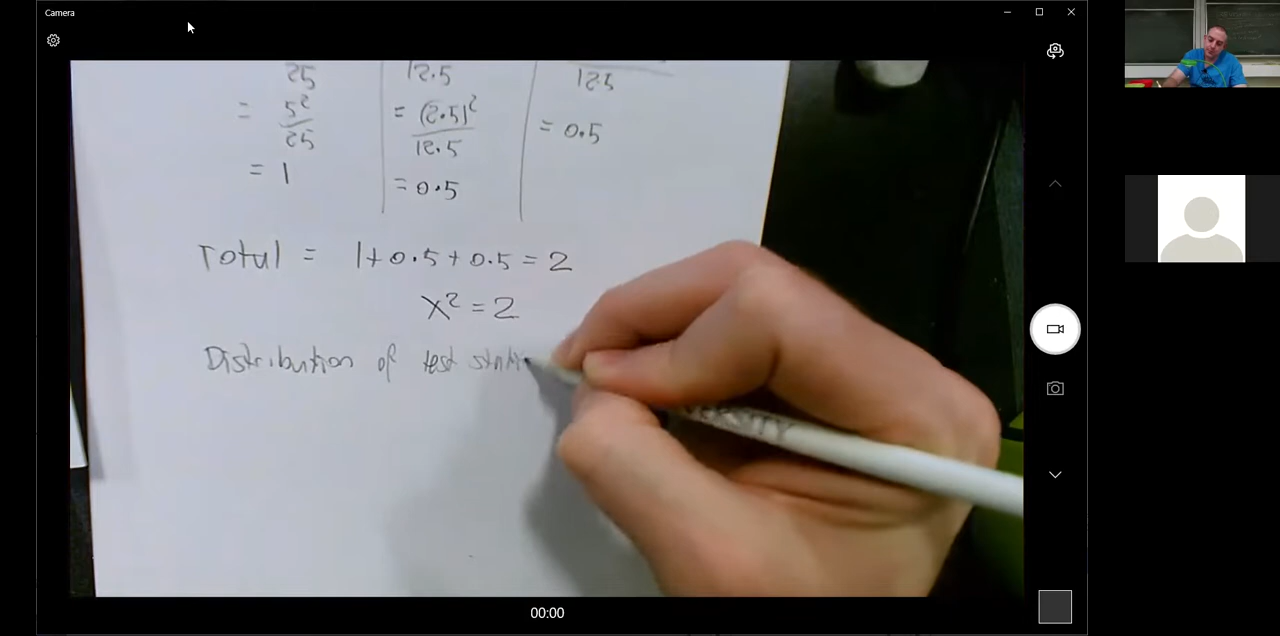 Camera
25 12.5 12.5
= 5²/25 = (2.5)²/12.5 = 0.5
= 1 = 0.5
Total = 1 + 0.5 + 0.5 = 2
X² = 2
Distribution of test
00:00